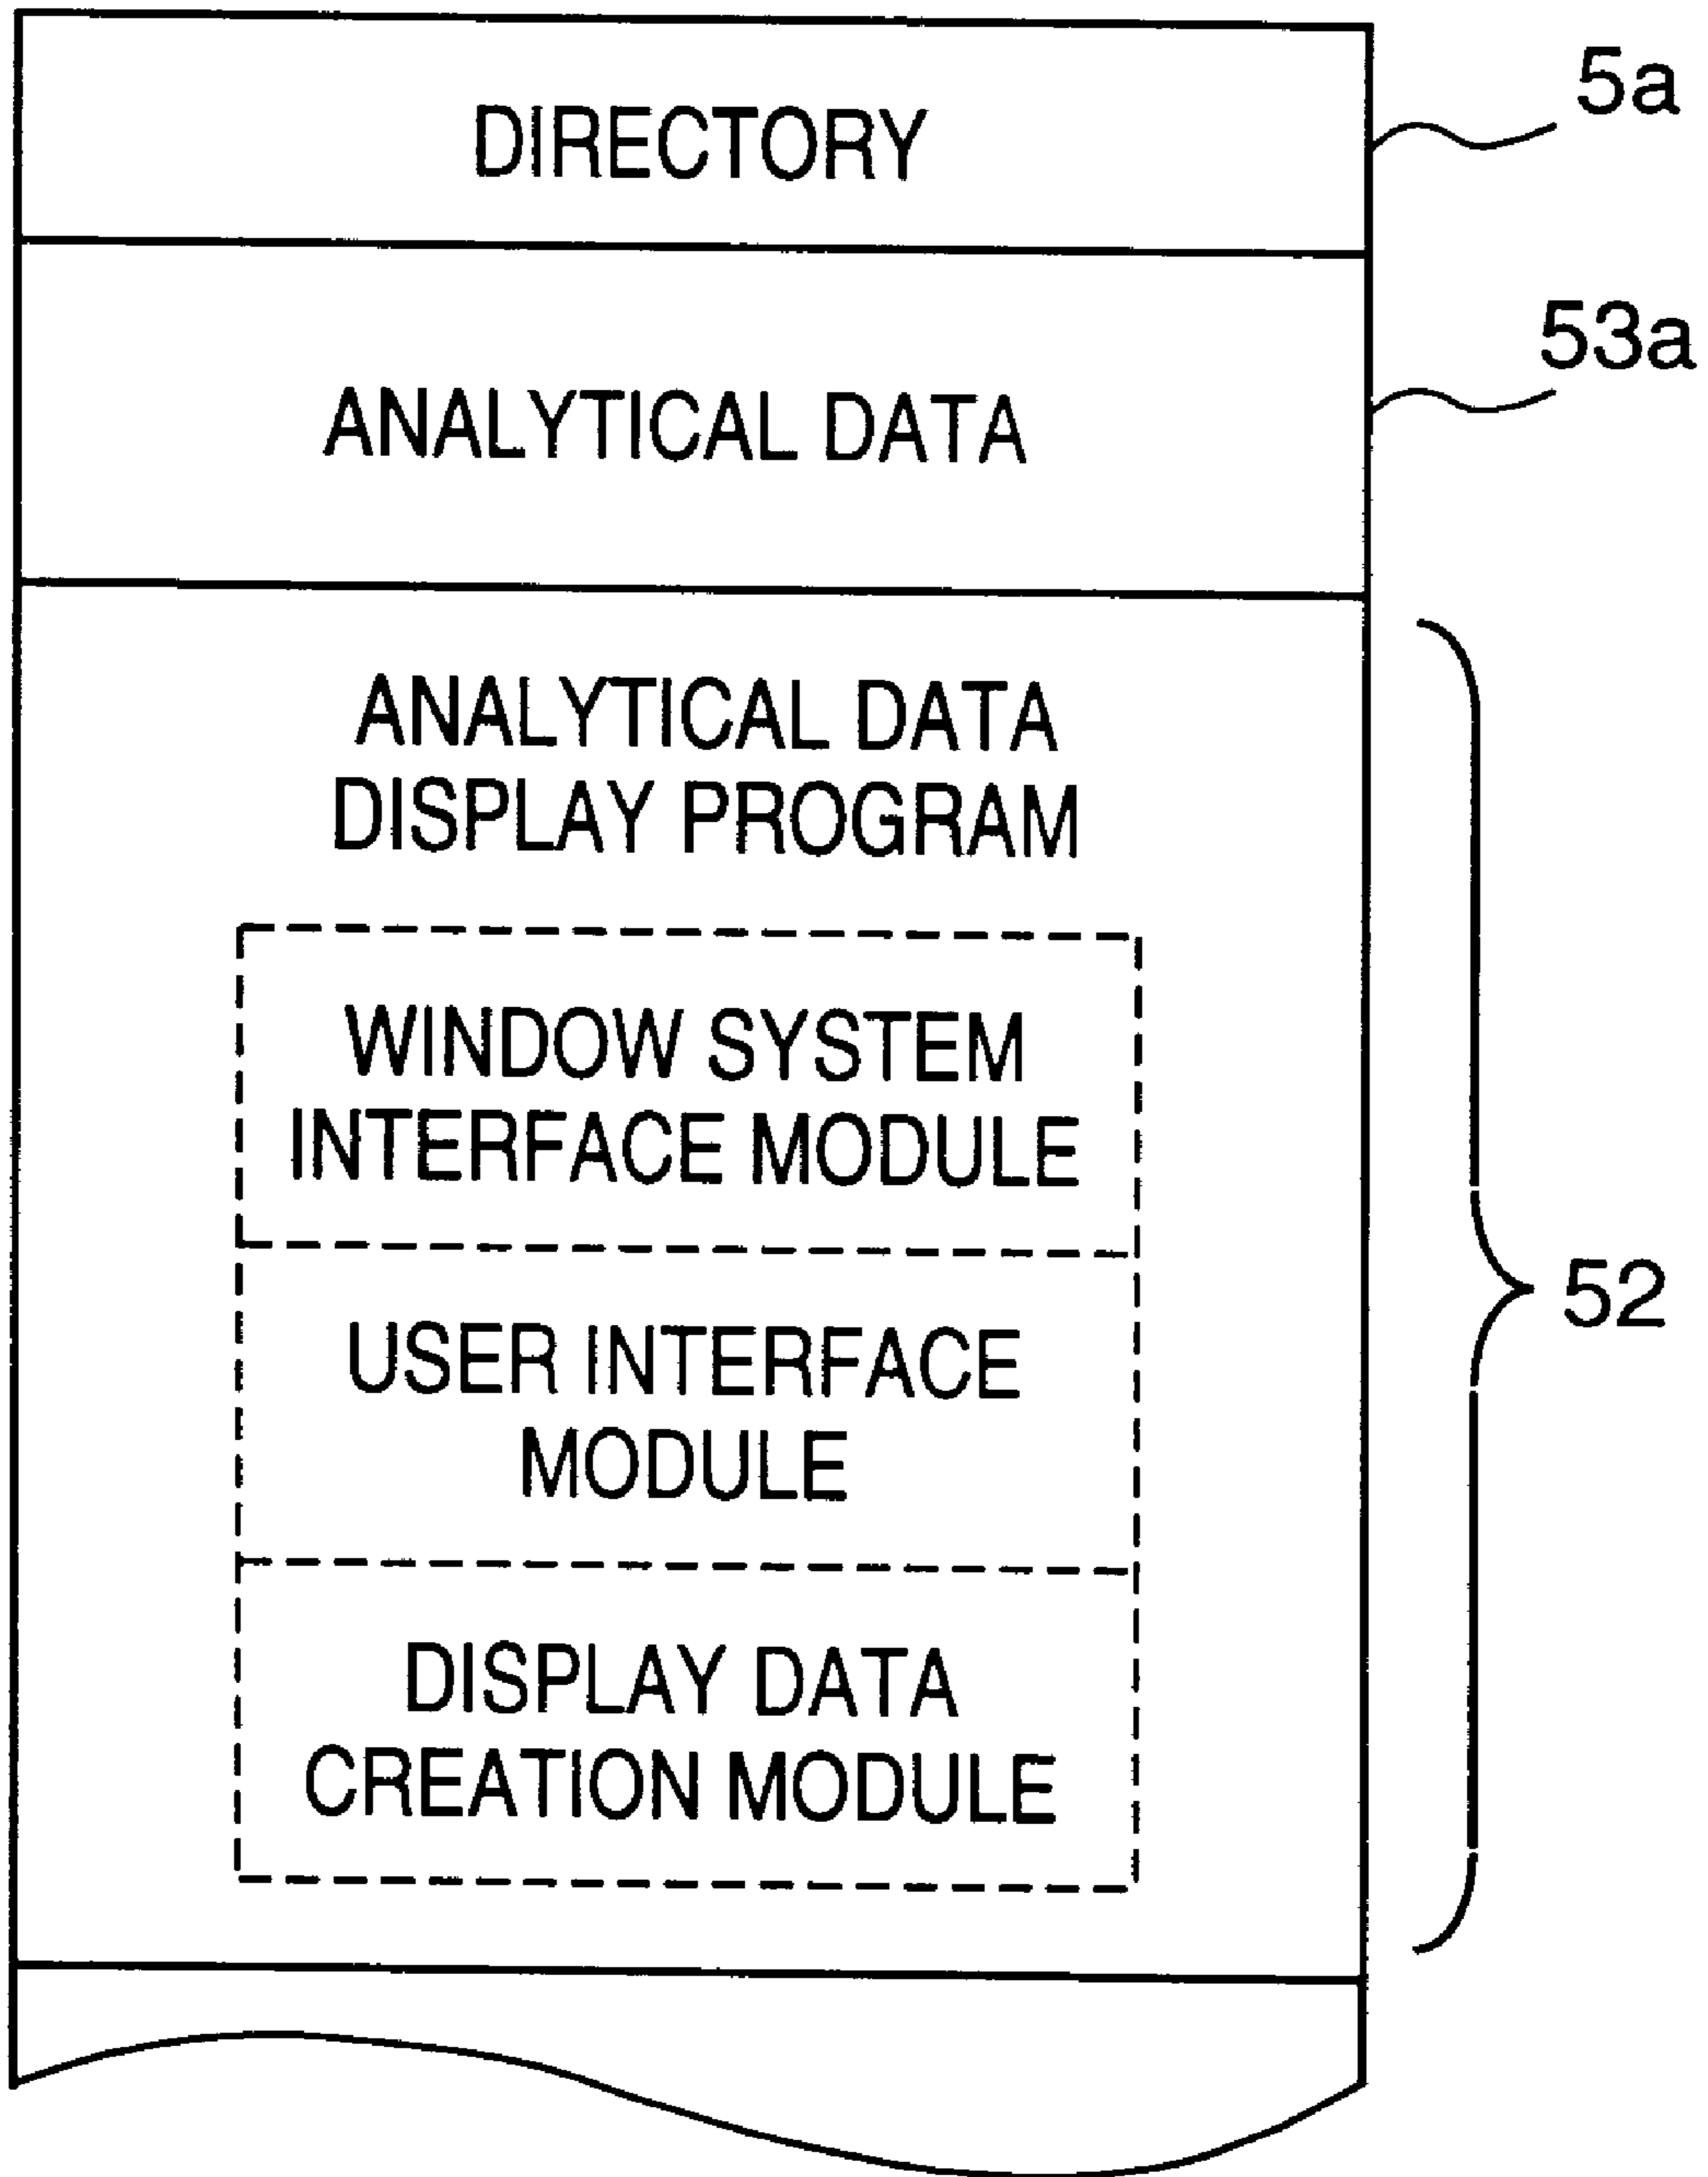 DIRECTORY
5a
ANALYTICAL DATA
53a
ANALYTICAL DATA
DISPLAY PROGRAM
WINDOW SYSTEM
INTERFACE MODULE
USER INTERFACE
MODULE
DISPLAY DATA
CREATION MODULE
52